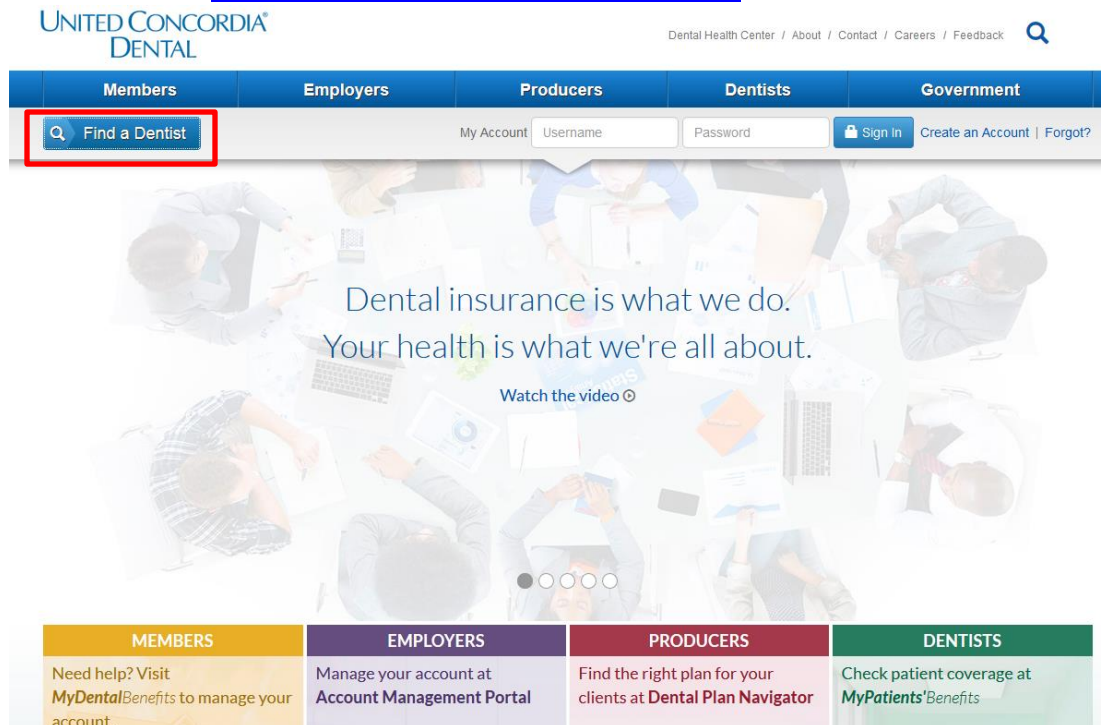 UNITED CONCORDIA®
DENTAL
Dental Health Center / About / Contact / Careers / Feedback
Members Employers Producers Dentists Government
Find a Dentist My Account Username Password Sign In Create an Account | Forgot?
Dental insurance is what we do.
Your health is what we're all about.
Watch the video
MEMBERS EMPLOYERS PRODUCERS DENTISTS
Need help? Visit Manage your account at Find the right plan for your Check patient coverage at
MyDentalBenefits to manage your Account Management Portal clients at Dental Plan Navigator MyPatients'Benefits
account